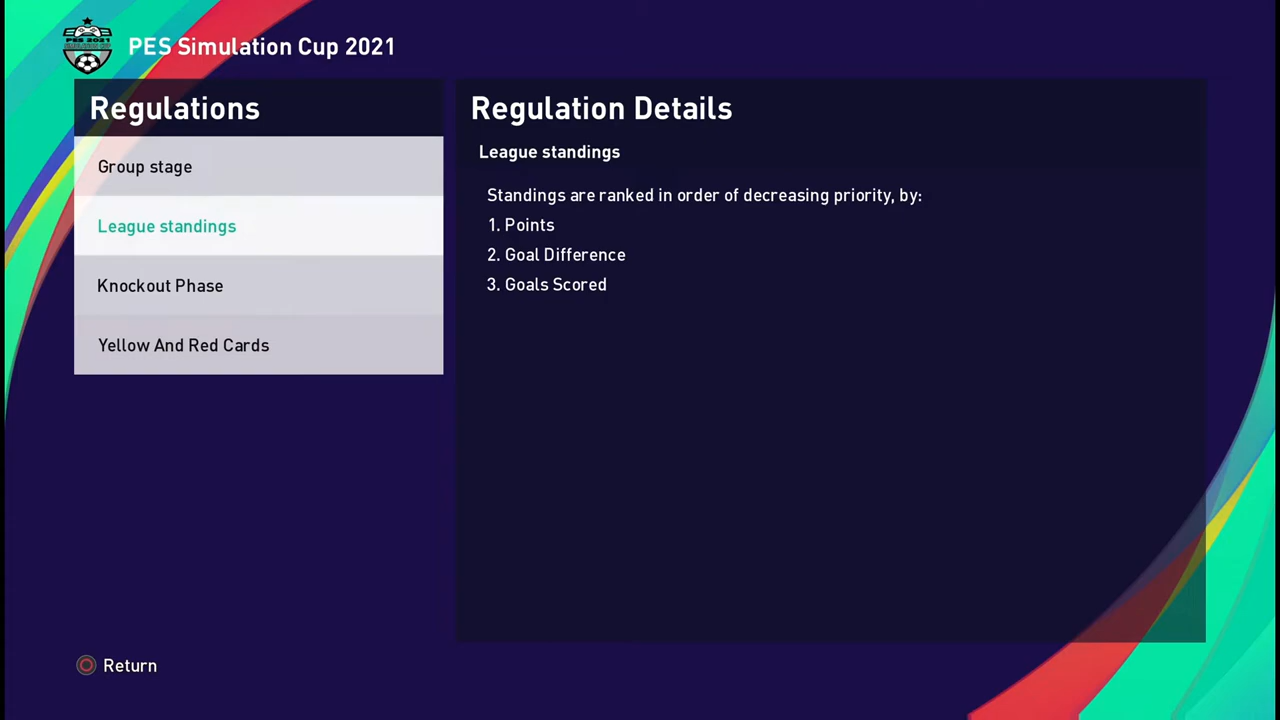 PES Simulation Cup 2021
Regulations
Group stage
League standings
Knockout Phase
Yellow And Red Cards
Regulation Details
League standings
Standings are ranked in order of decreasing priority, by:
1. Points
2. Goal Difference
3. Goals Scored
Return